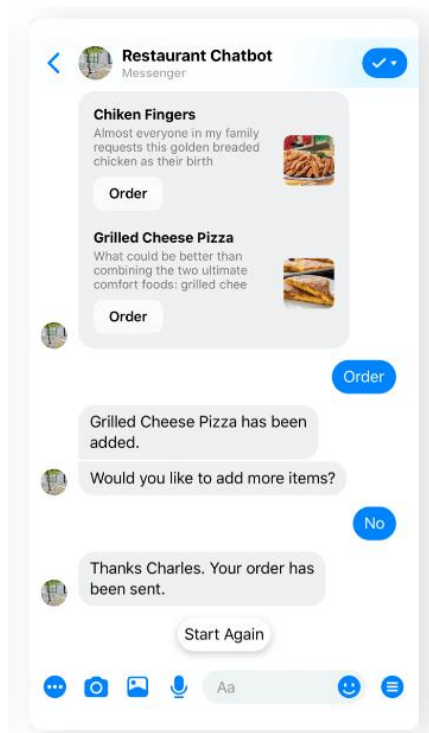 Restaurant Chatbot
Messenger
Chiken Fingers
Almost everyone in my family
requests this golden breaded
chicken as their birth
Order
Grilled Cheese Pizza
What could be better than
combining the two ultimate
comfort foods: grilled chee
Order
Order
Grilled Cheese Pizza has been
added.
Would you like to add more items?
No
Thanks Charles. Your order has
been sent.
Start Again
Aa